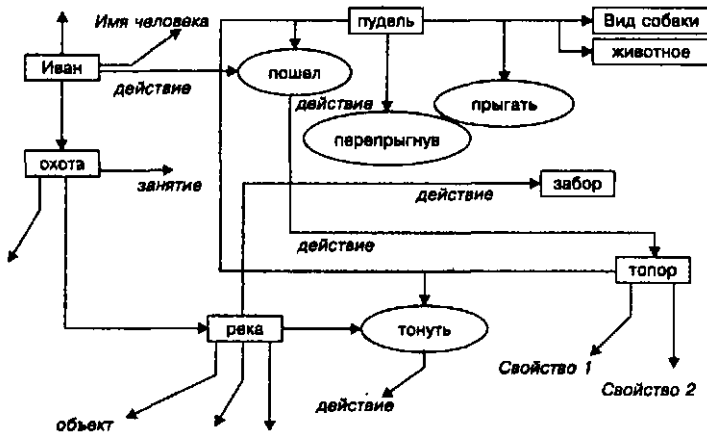 Имя человека
пудель
Вид собаки
Иван
пошел
животное
действие
действие
прыгать
перепрыгнув
охота
занятие
забор
действие
действие
топор
река
тонуть
Свойство 1
Свойство 2
действие
объект